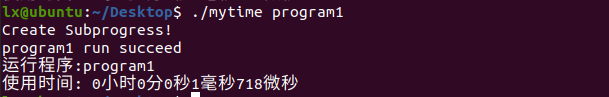 lx@ubuntu:~/Desktop$ ./mytime program1
Create Subprogress!
program1 run succeed
运行程序:program1
使用时间: 0小时0分0秒1毫秒718微秒